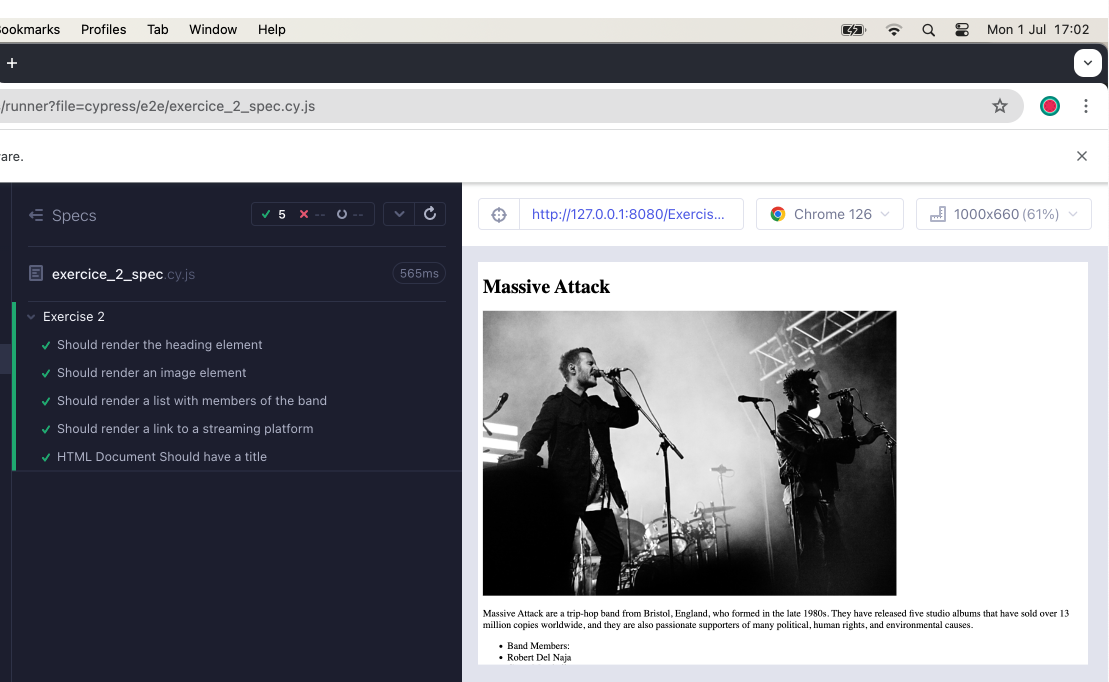 ookmarks Profiles Tab Window Help Mon 1 Jul 17:02
/runner?file=cypress/e2e/exercice_2_spec.cy.js
are.
Specs 5 -- --
exercice_2_spec.cy.js 565ms
Exercise 2
Should render the heading element
Should render an image element
Should render a list with members of the band
Should render a link to a streaming platform
HTML Document Should have a title
http://127.0.0.1:8080/Exercis... Chrome 126 1000x660 (61%)
Massive Attack
Massive Attack are a trip-hop band from Bristol, England, who formed in the late 1980s. They have released five studio albums that have sold over 13
million copies worldwide, and they are also passionate supporters of many political, human rights, and environmental causes.
• Band Members:
• Robert Del Naja